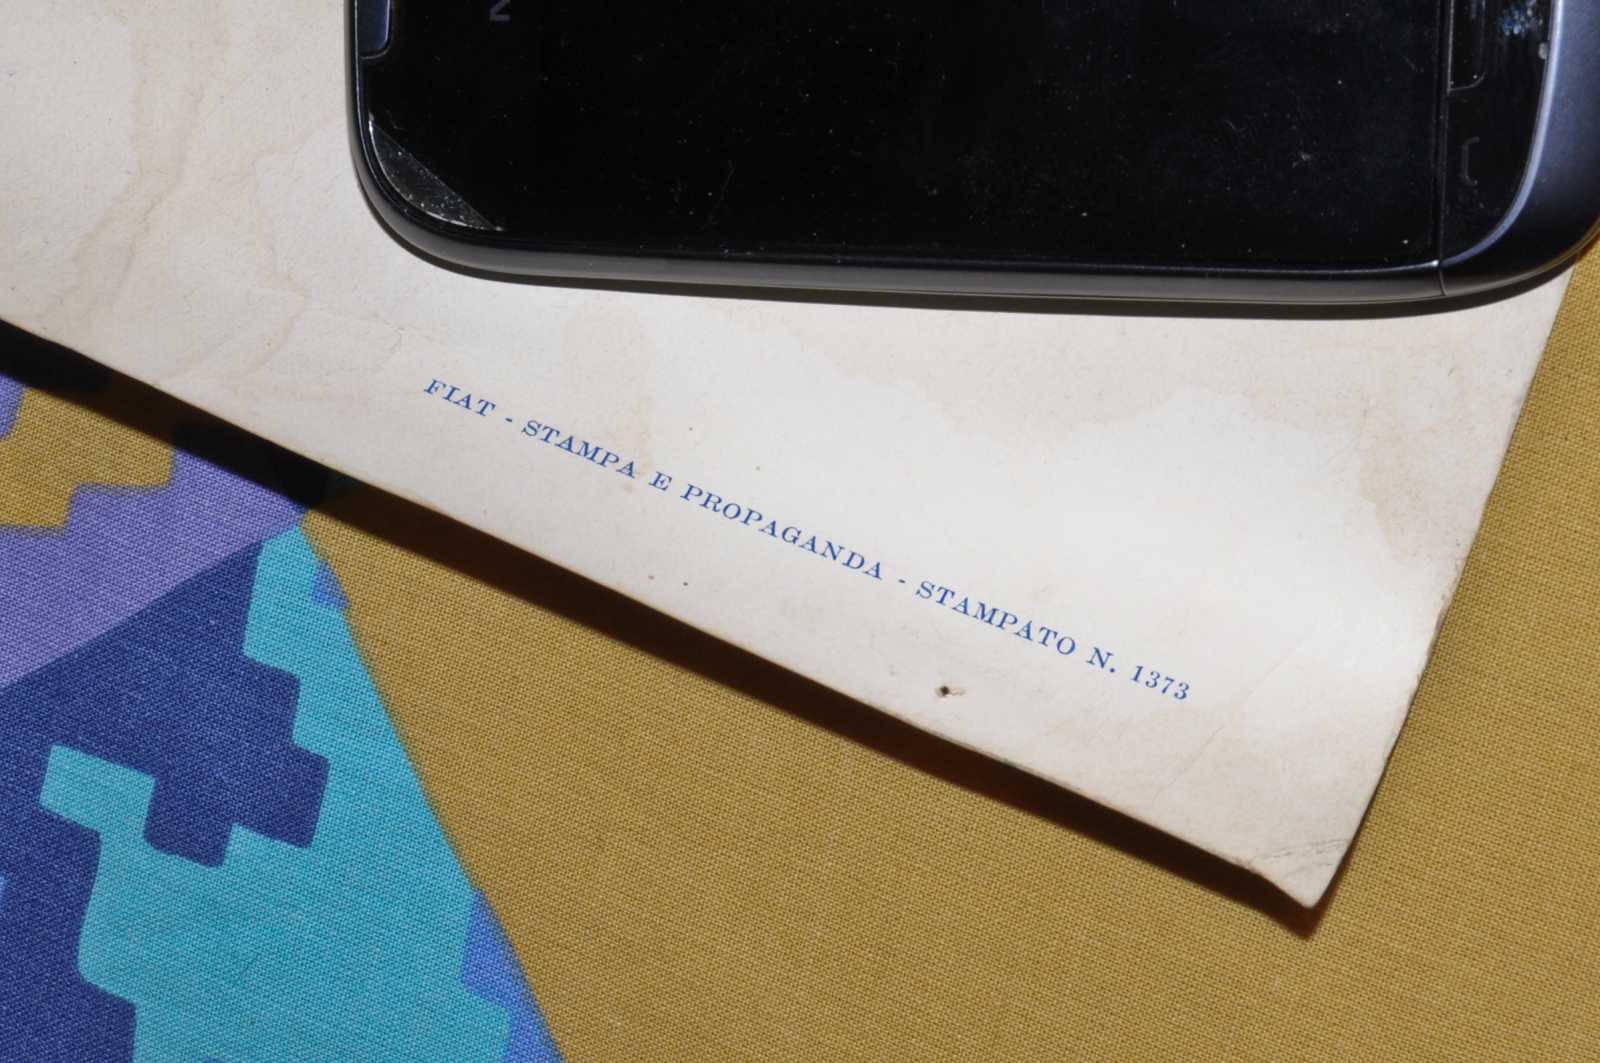 FIAT - STAMPA E PROPAGANDA - STAMPATO N. 1373